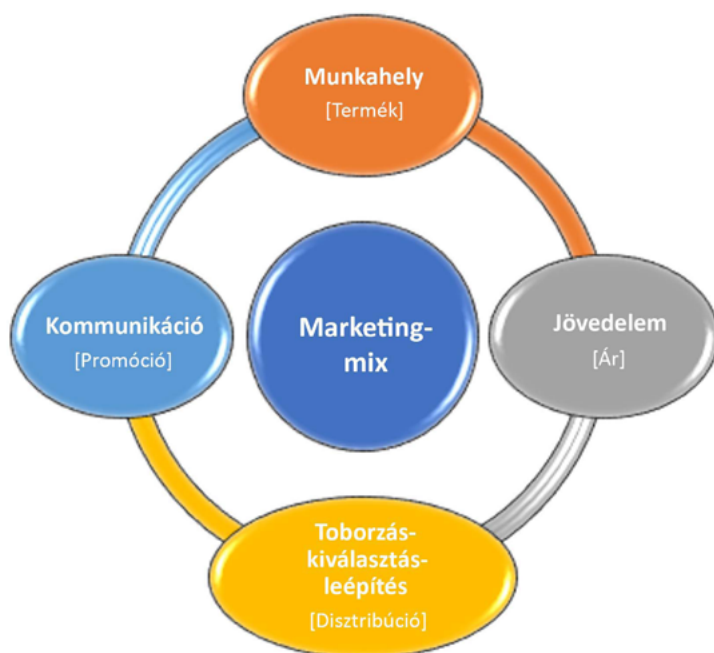 Munkahely
[Termék]
Kommunikáció
[Promóció]
Marketing-
mix
Jövedelem
[Ár]
Toborzás-
kiválasztás-
leépítés
[Disztribúció]